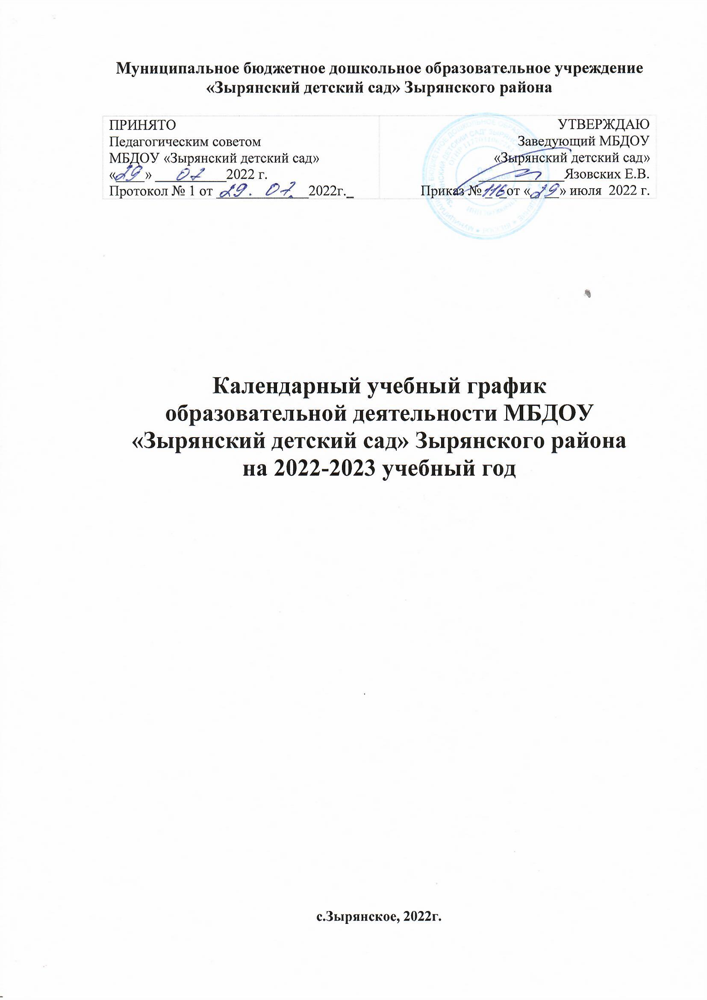 Муниципальное бюджетное дошкольное образовательное учреждение
«Зырянский детский сад» Зырянского района
ПРИНЯТО
Педагогическим советом
МБДОУ «Зырянский детский сад»
«29» 07 2022 г.
Протокол № 1 от 29. 07. 2022г._
УТВЕРЖДАЮ
Заведующий МБДОУ
«Зырянский детский сад»
____________Язовских Е.В.
Приказ № 116 от «29» июля 2022 г.
Календарный учебный график
образовательной деятельности МБДОУ
«Зырянский детский сад» Зырянского района
на 2022-2023 учебный год
с.Зырянское, 2022г.